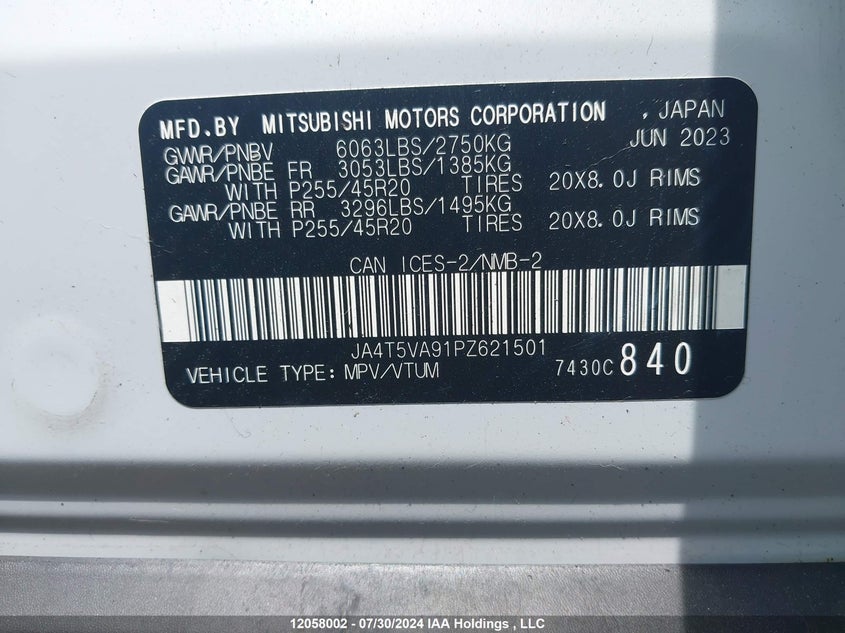 MFD.BY MITSUBISHI MOTORS CORPORATION , JAPAN
GVWR/PNBV 6063LBS/2750KG JUN 2023
GAWR/PNBE FR 3053LBS/1385KG
WITH P255/45R20 TIRES 20X8.0J RIMS
GAWR/PNBE RR 3296LBS/1495KG
WITH P255/45R20 TIRES 20X8.0J RIMS
CAN ICES-2/NMB-2
JA4T5VA91PZ621501
VEHICLE TYPE: MPV/VTUM 7430C 840
12058002 - 07/30/2024 IAA Holdings , LLC